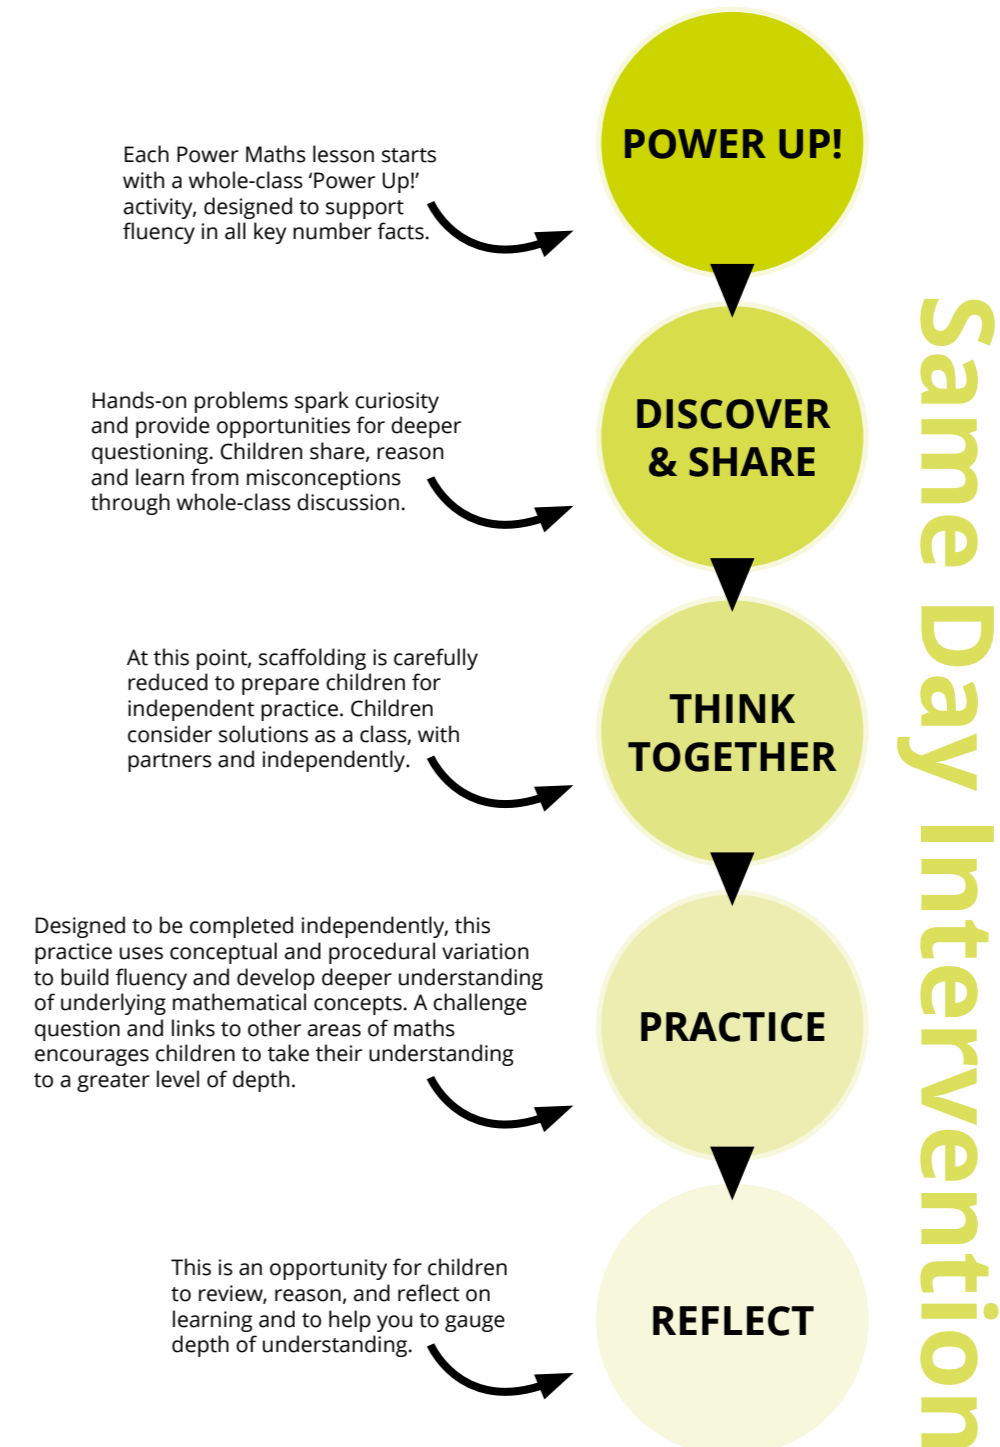 Each Power Maths lesson starts
with a whole-class ‘Power Up!’
activity, designed to support
fluency in all key number facts.
POWER UP!
Hands-on problems spark curiosity
and provide opportunities for deeper
questioning. Children share, reason
and learn from misconceptions
through whole-class discussion.
DISCOVER
& SHARE
At this point, scaffolding is carefully
reduced to prepare children for
independent practice. Children
consider solutions as a class, with
partners and independently.
THINK
TOGETHER
Designed to be completed independently, this
practice uses conceptual and procedural variation
to build fluency and develop deeper understanding
of underlying mathematical concepts. A challenge
question and links to other areas of maths
encourages children to take their understanding
to a greater level of depth.
PRACTICE
This is an opportunity for children
to review, reason, and reflect on
learning and to help you to gauge
depth of understanding.
REFLECT
Same Day Intervention